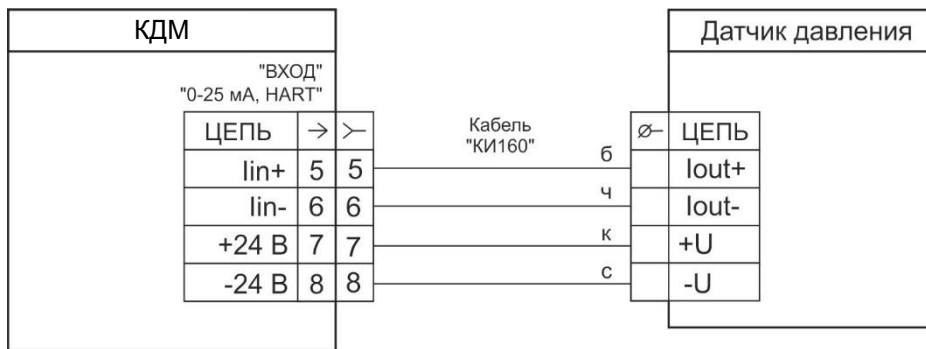 КДМ
Датчик давления
"ВХОД"
"0-25 мА, HART"
ЦЕПЬ
Кабель
"КИ160"
ЦЕПЬ
Iin+ 5 5 б Iout+
Iin- 6 6 ч Iout-
+24 В 7 7 к +U
-24 В 8 8 с -U